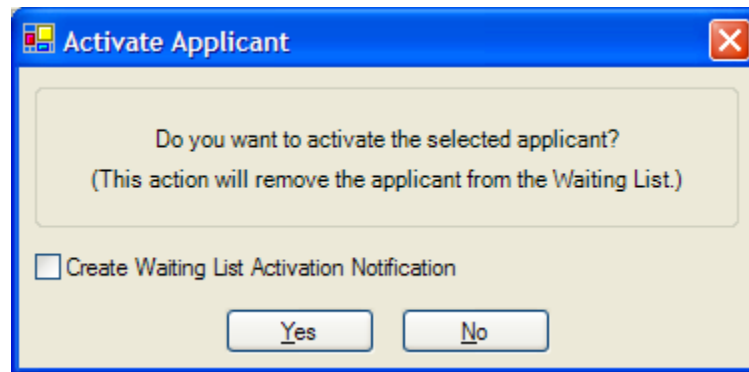 Activate Applicant
Do you want to activate the selected applicant?
(This action will remove the applicant from the Waiting List.)
Create Waiting List Activation Notification
Yes
No